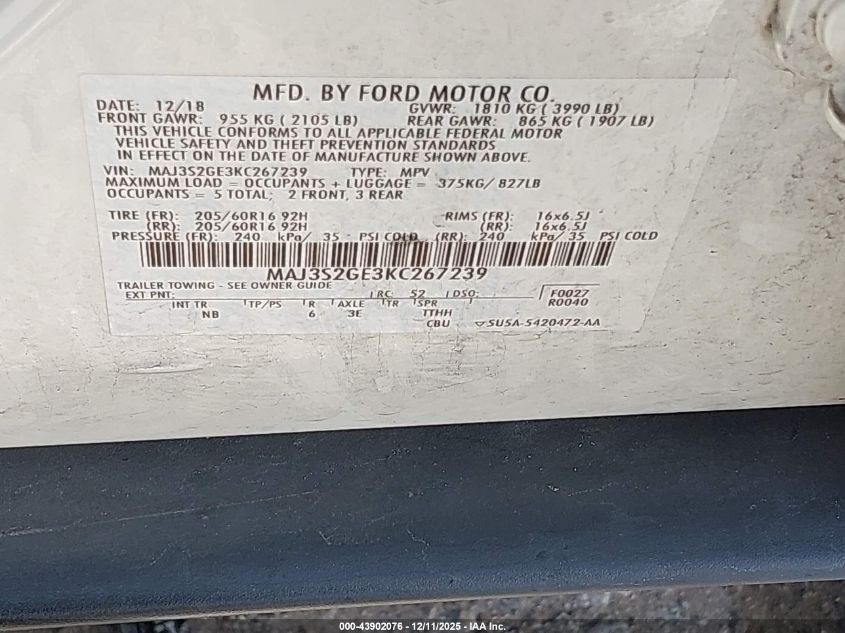 MFD. BY FORD MOTOR CO.
DATE: 12/18 GVWR: 1810 KG ( 3990 LB)
FRONT GAWR: 955 KG ( 2105 LB) REAR GAWR: 865 KG ( 1907 LB)
THIS VEHICLE CONFORMS TO ALL APPLICABLE FEDERAL MOTOR
VEHICLE SAFETY AND THEFT PREVENTION STANDARDS
IN EFFECT ON THE DATE OF MANUFACTURE SHOWN ABOVE.
VIN: MAJ3S2GE3KC267239 TYPE: MPV
MAXIMUM LOAD = OCCUPANTS + LUGGAGE = 375KG/ 827LB
OCCUPANTS = 5 TOTAL; 2 FRONT, 3 REAR
TIRE (FR): 205/60R16 92H RIMS (FR): 16x6.5J
(RR): 205/60R16 92H (RR): 16x6.5J
PRESSURE (FR): 240 kPa/ 35 PSI COLD (RR): 240 kPa/ 35 PSI COLD
MAJ3S2GE3KC267239
TRAILER TOWING - SEE OWNER GUIDE
EXT PNT: RC: 52 DSO: F0027
R0040
INT TR TP/PS R AXLE TR SPR
NB 6 3E TTHH
CBU 5U5A-5420472-AA
000-43902076 - 12/11/2025 - IAA Inc.